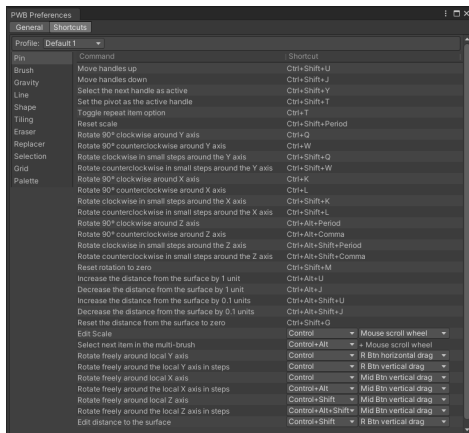 PWB Preferences
General Shortcuts
Profile: Default 1
Pin
Brush
Gravity
Line
Shape
Tiling
Eraser
Replacer
Selection
Grid
Palette
Command Shortcut
Move handles up Ctrl+Shift+U
Move handles down Ctrl+Shift+J
Select the next handle as active Ctrl+Shift+Y
Set the pivot as the active handle Ctrl+Shift+T
Toggle repeat item option Ctrl+T
Reset scale Ctrl+Shift+Period
Rotate 90º clockwise around Y axis Ctrl+Q
Rotate 90º counterclockwise around Y axis Ctrl+W
Rotate clockwise in small steps around the Y axis Ctrl+Shift+Q
Rotate counterclockwise in small steps around the Y axis Ctrl+Shift+W
Rotate 90º clockwise around X axis Ctrl+K
Rotate 90º counterclockwise around X axis Ctrl+L
Rotate clockwise in small steps around the X axis Ctrl+Shift+K
Rotate counterclockwise in small steps around the X axis Ctrl+Shift+L
Rotate 90º clockwise around Z axis Ctrl+Alt+Period
Rotate 90º counterclockwise around Z axis Ctrl+Alt+Comma
Rotate clockwise in small steps around the Z axis Ctrl+Alt+Shift+Period
Rotate counterclockwise in small steps around the Z axis Ctrl+Alt+Shift+Comma
Reset rotation to zero Ctrl+Shift+M
Increase the distance from the surface by 1 unit Ctrl+Alt+U
Decrease the distance from the surface by 1 unit Ctrl+Alt+J
Increase the distance from the surface by 0.1 units Ctrl+Alt+Shift+U
Decrease the distance from the surface by 0.1 units Ctrl+Alt+Shift+J
Reset the distance from the surface to zero Ctrl+Shift+G
Edit Scale Control Mouse scroll wheel
Select next item in the multi-brush Control+Alt + Mouse scroll wheel
Rotate freely around local Y axis Control R Btn horizontal drag
Rotate freely around the local Y axis in steps Control R Btn vertical drag
Rotate freely around local X axis Control Mid Btn vertical drag
Rotate freely around the local X axis in steps Control+Alt Mid Btn vertical drag
Rotate freely around local Z axis Control+Shift Mid Btn vertical drag
Rotate freely around the local Z axis in steps Control+Alt+Shift Mid Btn vertical drag
Edit distance to the surface Control+Shift R Btn vertical drag